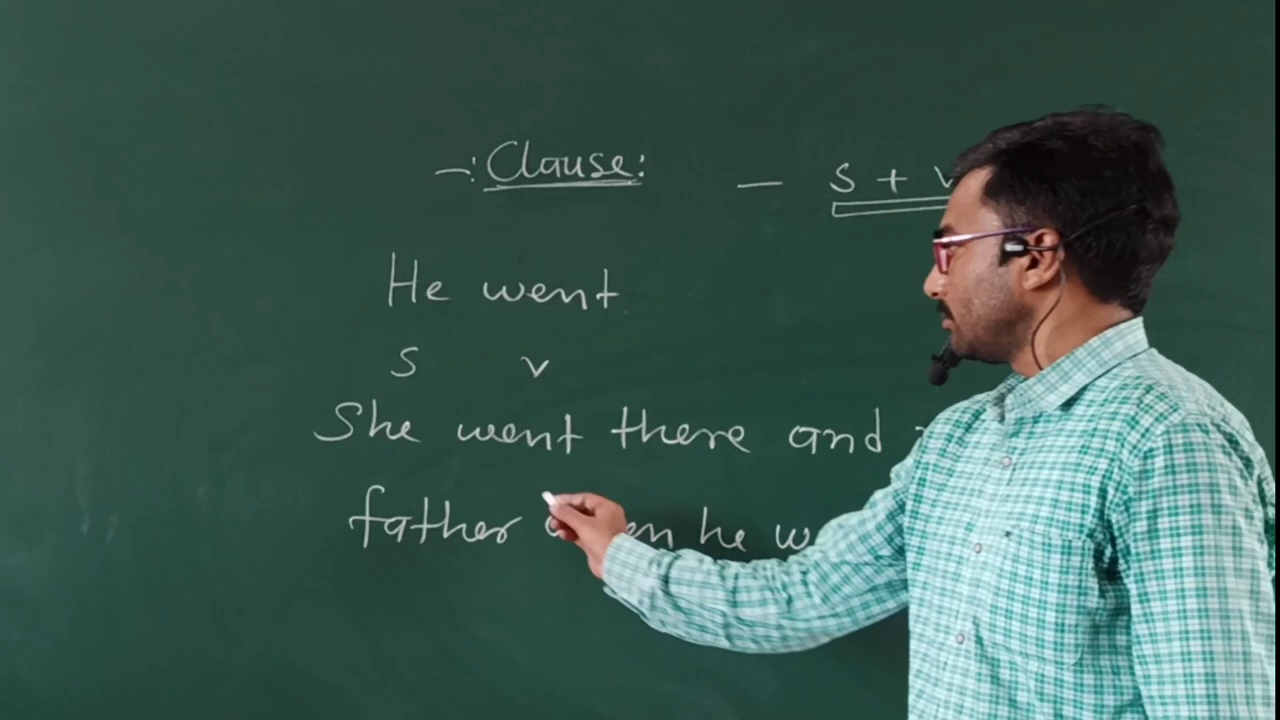 -: Clause: - S + V
He went
S V
She went there and
father he